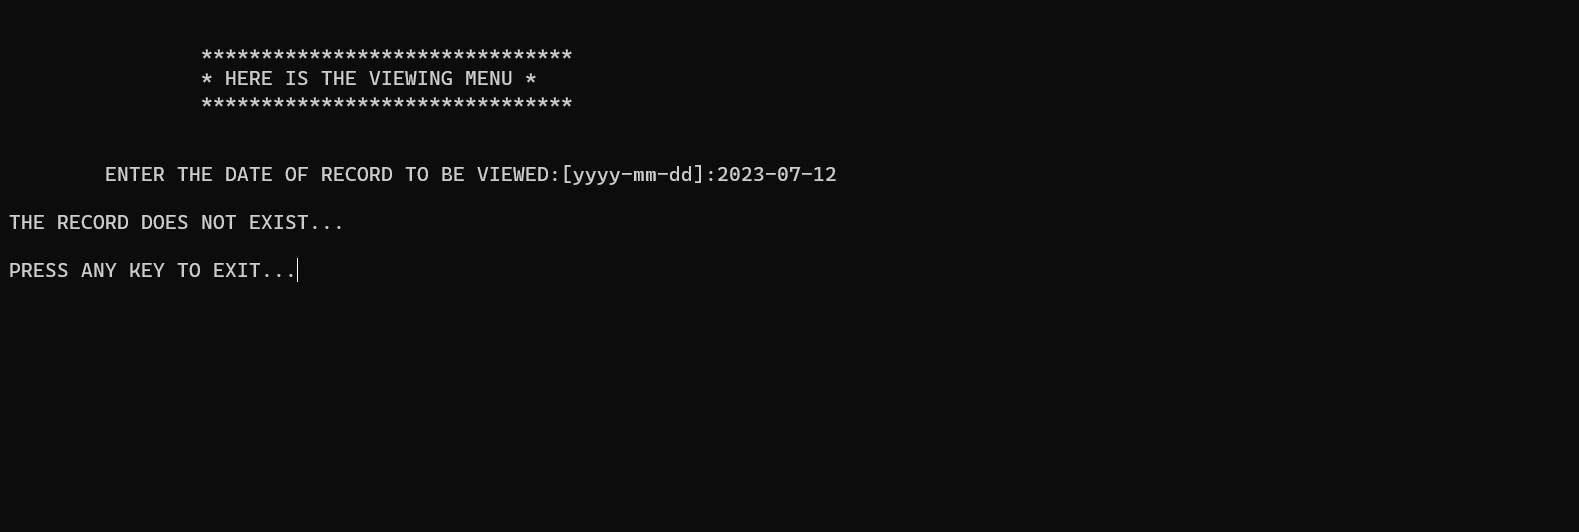 *******************************
* HERE IS THE VIEWING MENU *
*******************************
ENTER THE DATE OF RECORD TO BE VIEWED:[yyyy-mm-dd]:2023-07-12
THE RECORD DOES NOT EXIST...
PRESS ANY KEY TO EXIT...